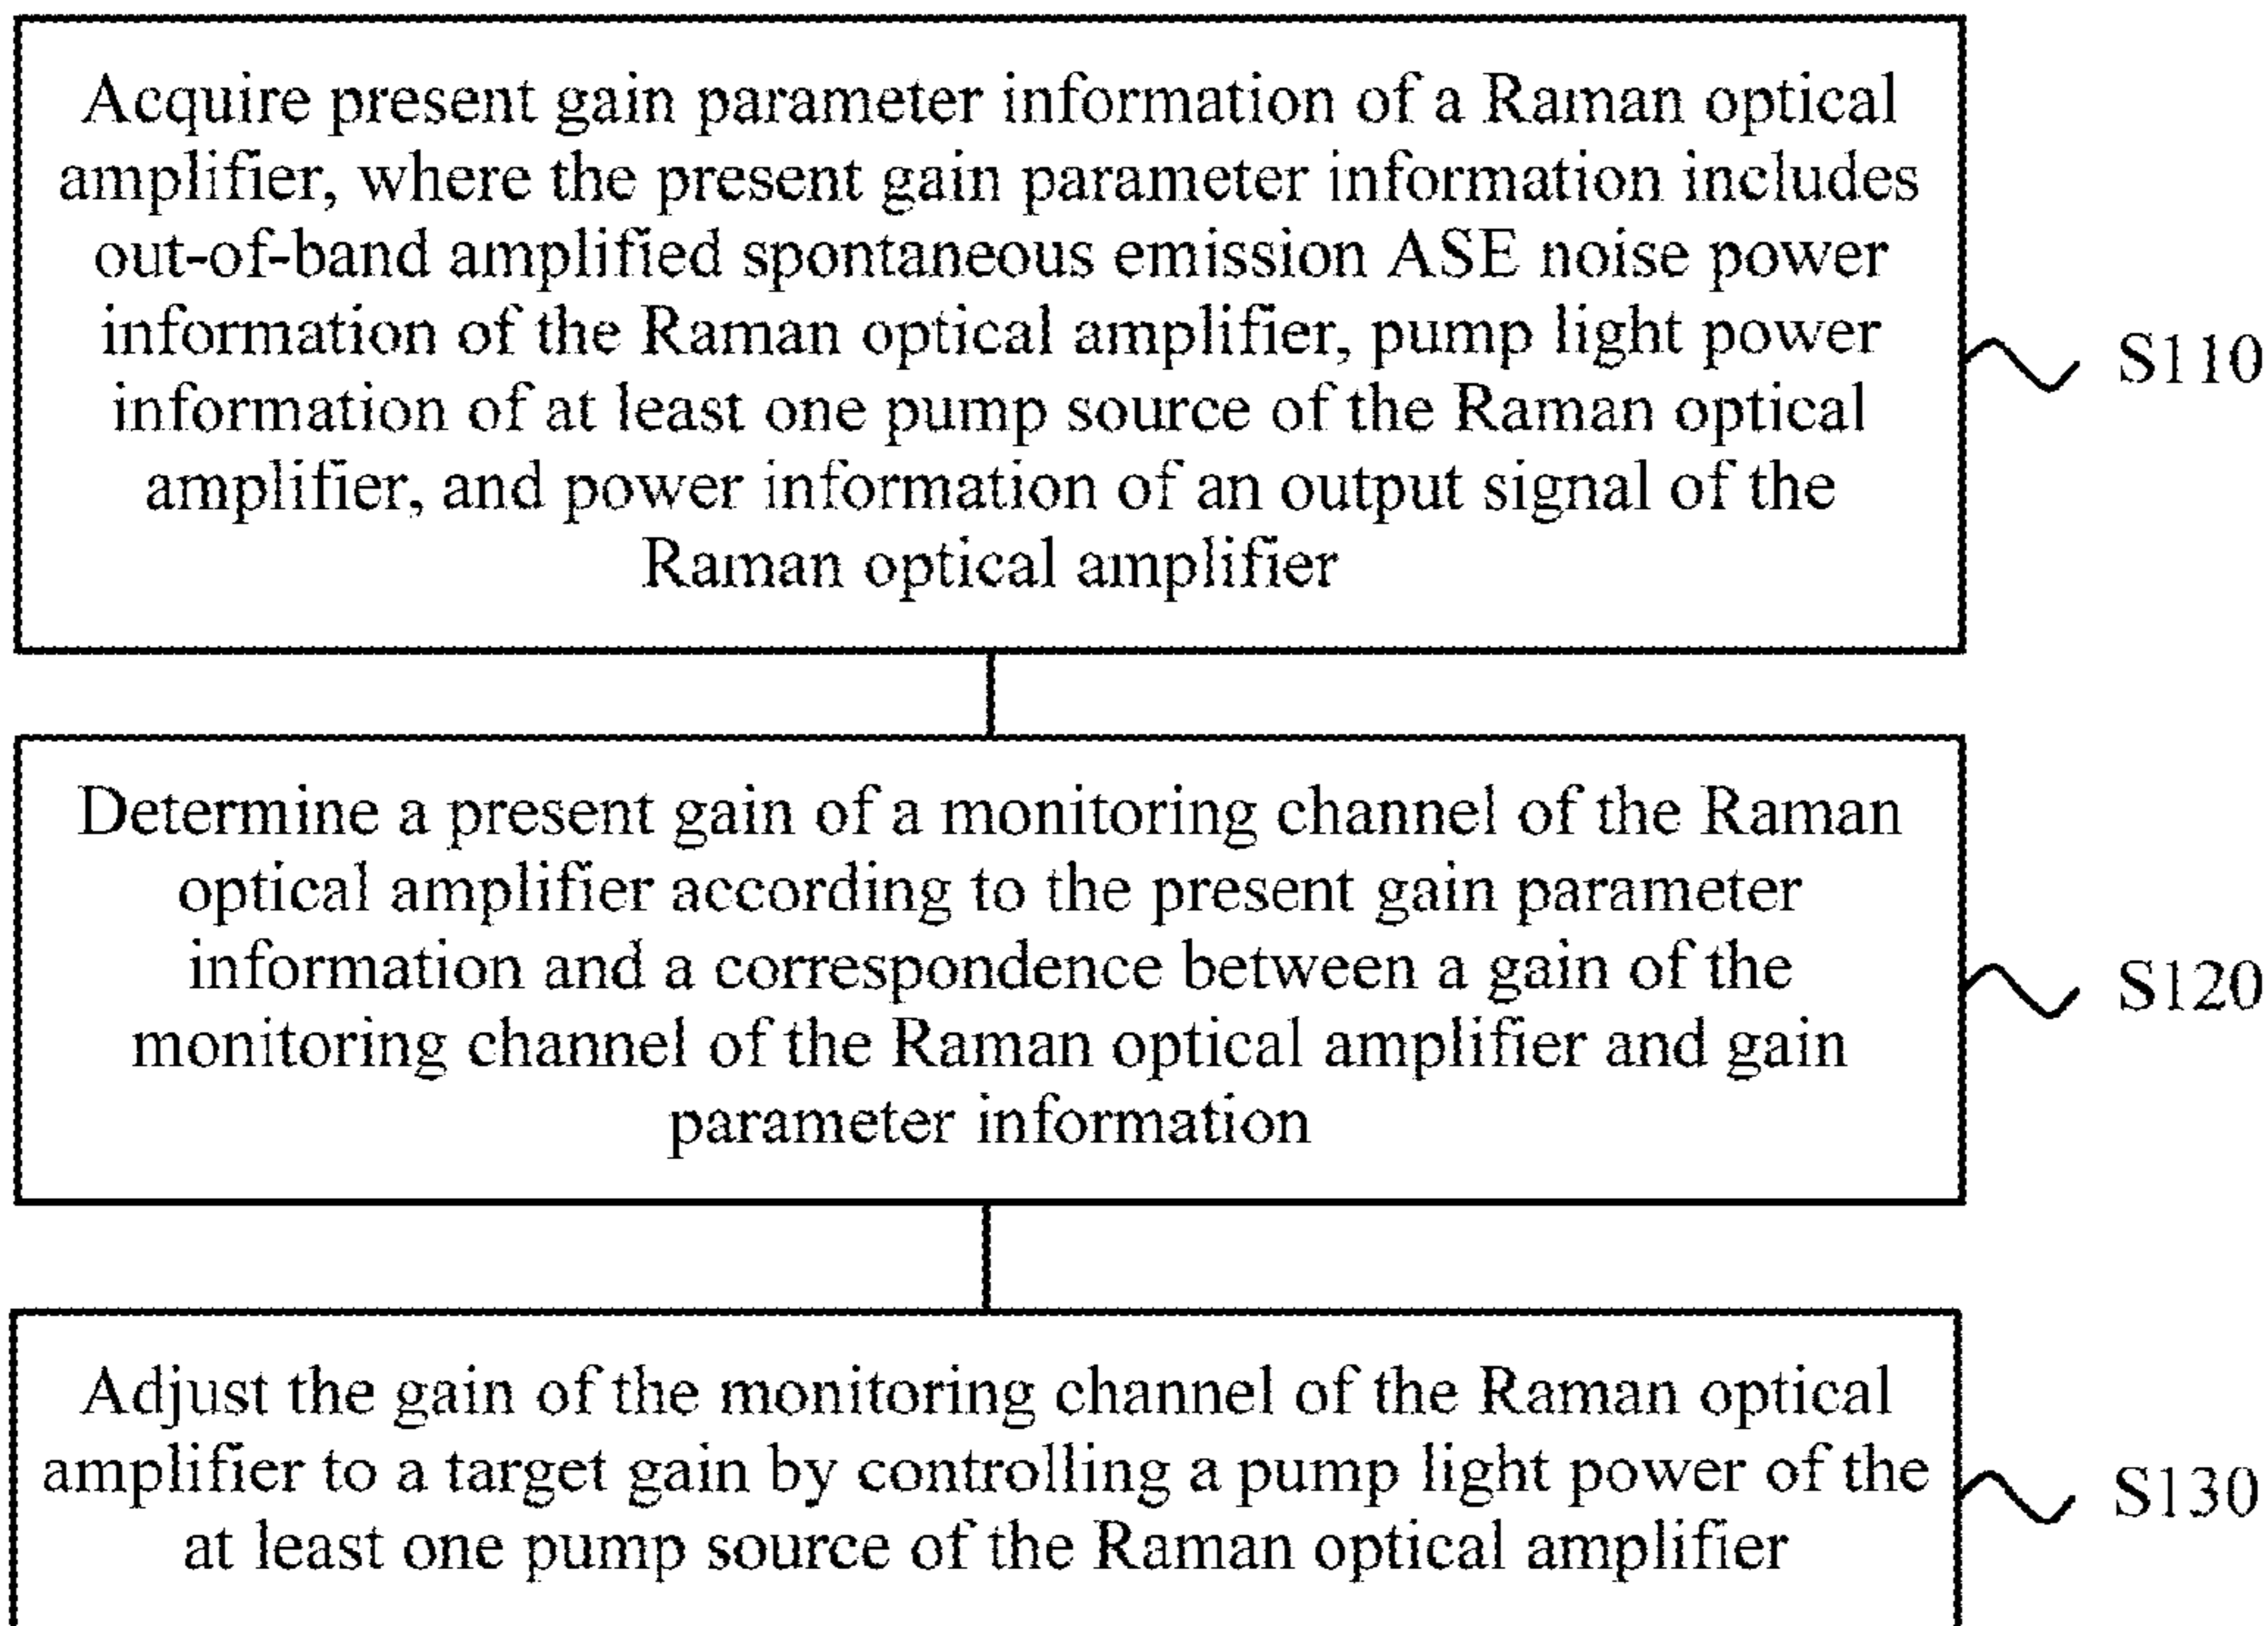 Acquire present gain parameter information of a Raman optical
amplifier, where the present gain parameter information includes
out-of-band amplified spontaneous emission ASE noise power
information of the Raman optical amplifier, pump light power
information of at least one pump source of the Raman optical
amplifier, and power information of an output signal of the
Raman optical amplifier
S110
Determine a present gain of a monitoring channel of the Raman
optical amplifier according to the present gain parameter
information and a correspondence between a gain of the
monitoring channel of the Raman optical amplifier and gain
parameter information
S120
Adjust the gain of the monitoring channel of the Raman optical
amplifier to a target gain by controlling a pump light power of the
at least one pump source of the Raman optical amplifier
S130